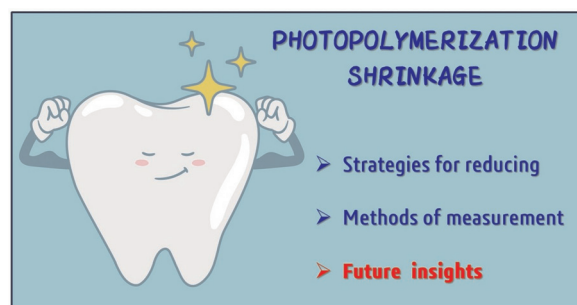 PHOTOPOLYMERIZATION
SHRINKAGE
➢ Strategies for reducing
➢ Methods of measurement
➢ Future insights